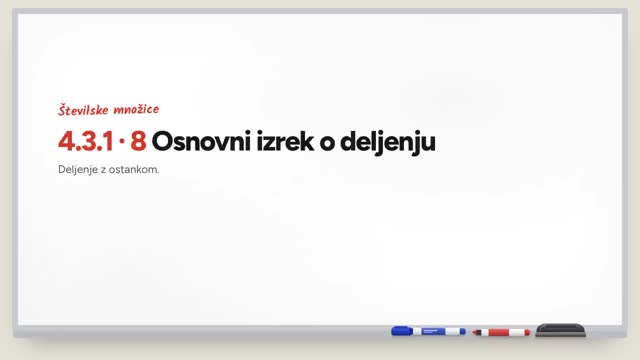 Številske množice
4.3.1 · 8 Osnovni izrek o deljenju
Deljenje z ostankom.